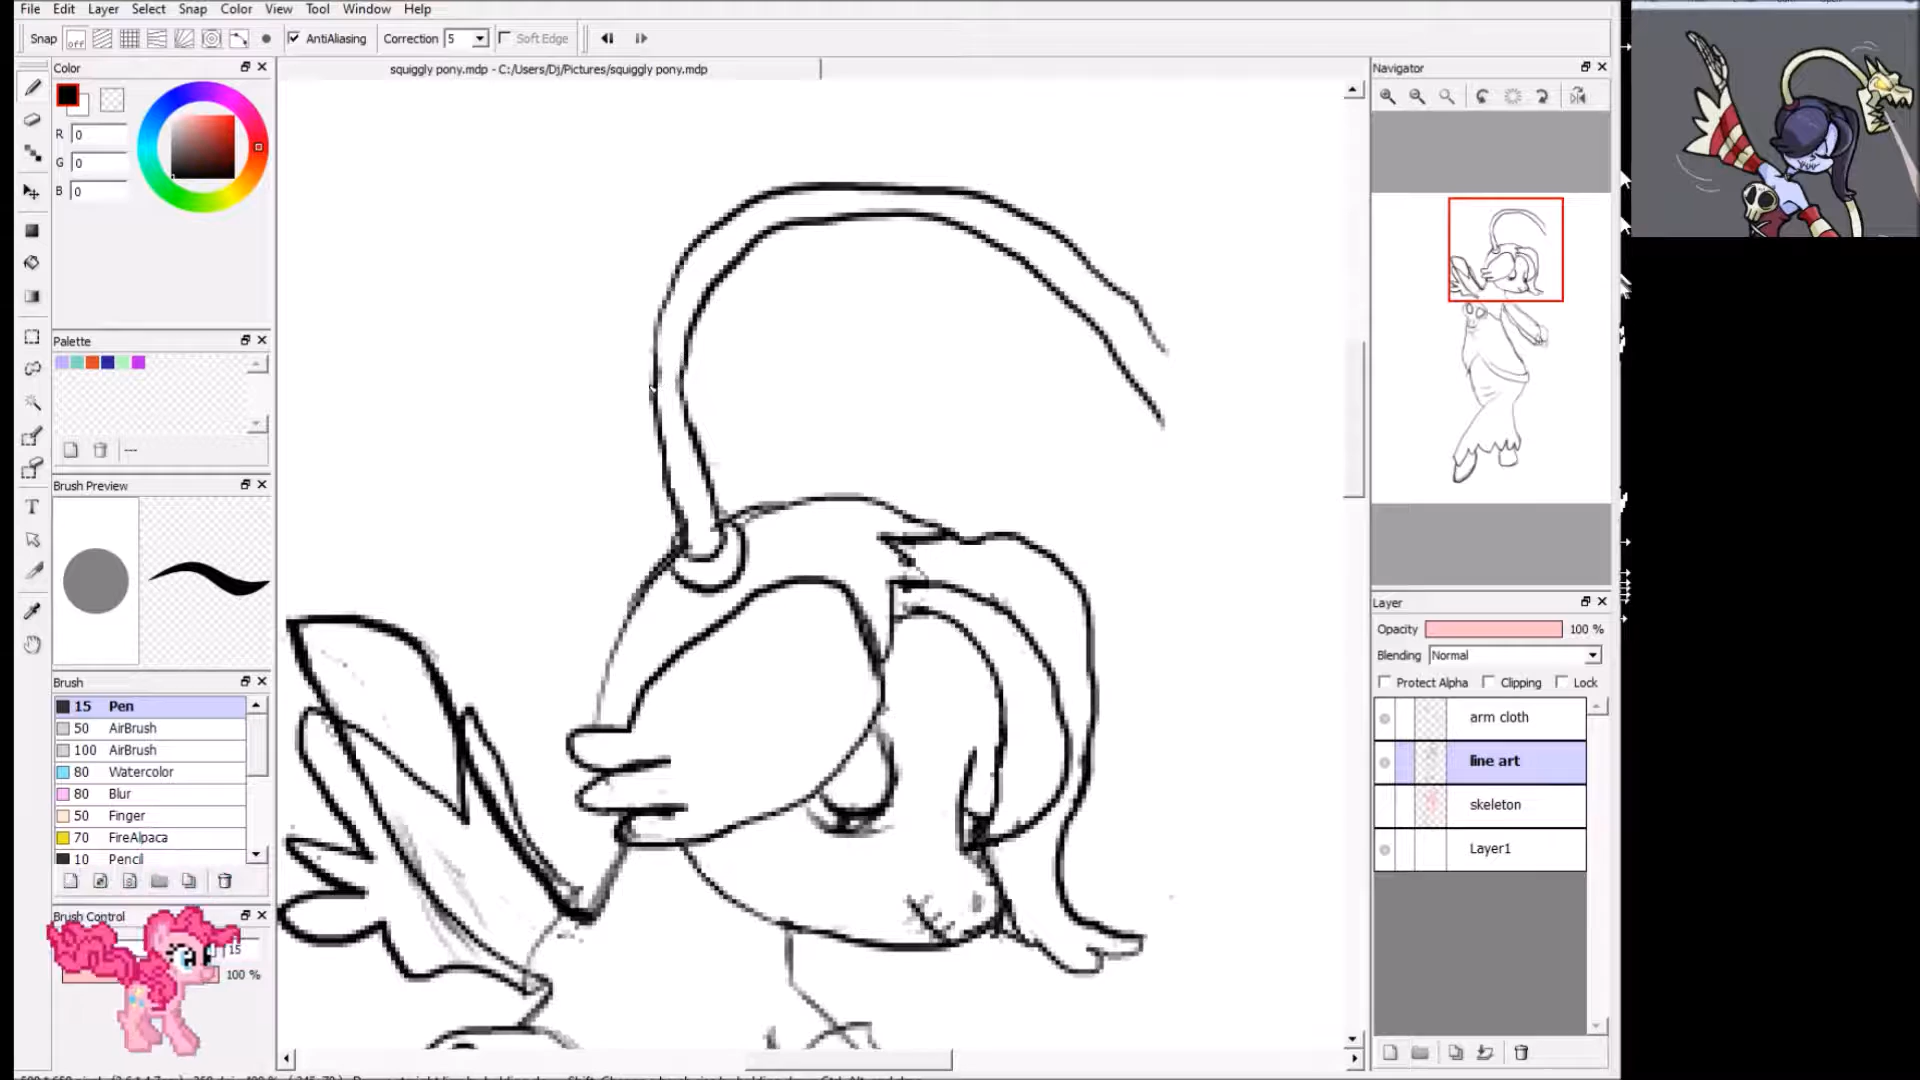 File Edit Layer Select Snap Color View Tool Window Help
Snap off AntiAliasing Correction 5 Soft Edge
Color
squiggly pony.mdp - C:/Users/Dj/Pictures/squiggly pony.mdp
Navigator
R 0
G 0
B 0
Palette
---
Brush Preview
Brush
15 Pen
50 AirBrush
100 AirBrush
80 Watercolor
80 Blur
50 Finger
70 FireAlpaca
10 Pencil
Brush Control
15
100 %
T
Layer
Opacity 100 %
Blending Normal
Protect Alpha Clipping Lock
arm cloth
line art
skeleton
Layer1